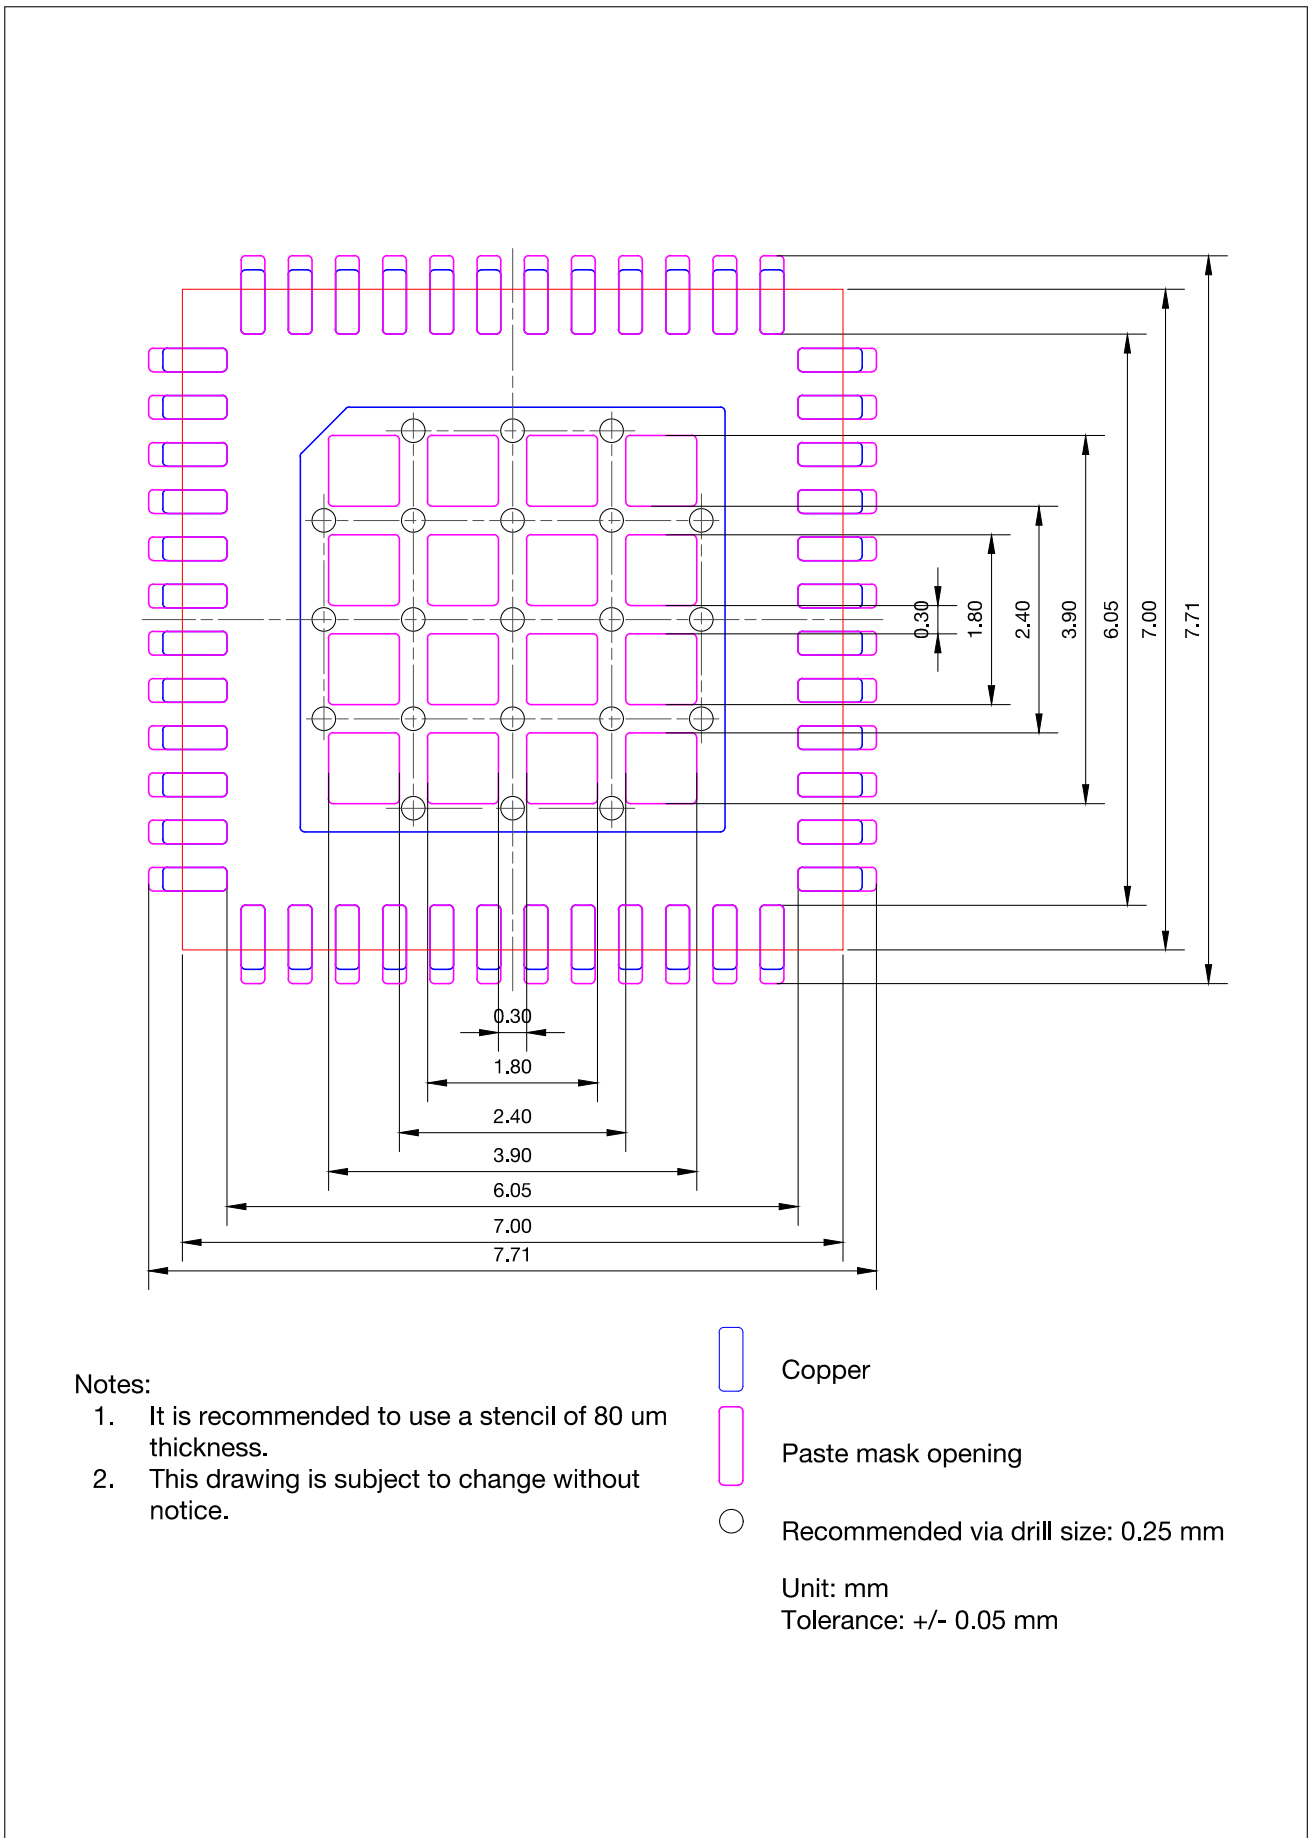 0.30
1.80
2.40
3.90
6.05
7.00
7.71
0.30
1.80
2.40
3.90
6.05
7.00
7.71
Notes:
1. It is recommended to use a stencil of 80 um
thickness.
2. This drawing is subject to change without
notice.
Copper
Paste mask opening
Recommended via drill size: 0.25 mm
Unit: mm
Tolerance: +/- 0.05 mm